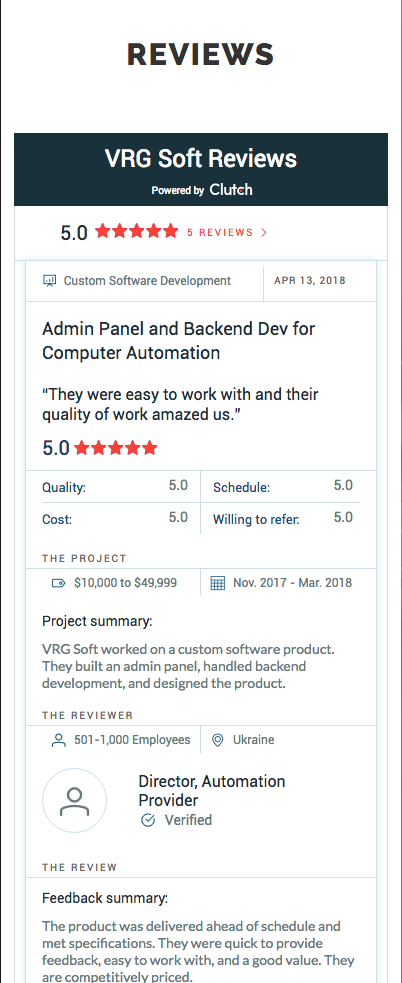 REVIEWS
VRG Soft Reviews
Powered by Clutch
5.0 5 REVIEWS >
Custom Software Development APR 13, 2018
Admin Panel and Backend Dev for
Computer Automation
“They were easy to work with and their
quality of work amazed us.”
5.0
Quality: 5.0 Schedule: 5.0
Cost: 5.0 Willing to refer: 5.0
THE PROJECT
$10,000 to $49,999 Nov. 2017 - Mar. 2018
Project summary:
VRG Soft worked on a custom software product.
They built an admin panel, handled backend
development, and designed the product.
THE REVIEWER
501-1,000 Employees Ukraine
Director, Automation
Provider
Verified
THE REVIEW
Feedback summary:
The product was delivered ahead of schedule and
met specifications. They were quick to provide
feedback, easy to work with, and a good value. They
are competitively priced.